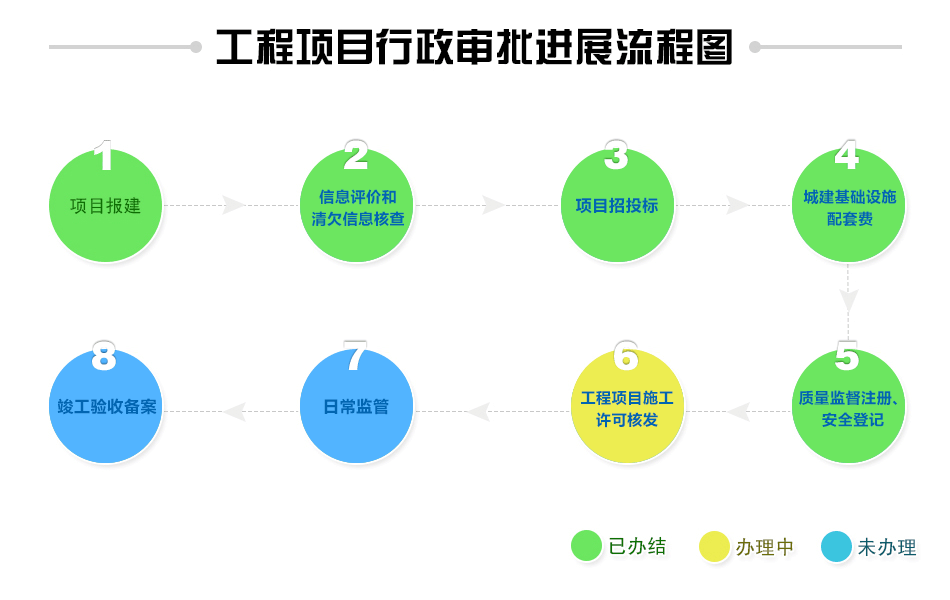 工程项目行政审批进展流程图
1
项目报建
2
信息评价和
清欠信息核查
3
项目招投标
4
城建基础设施
配套费
5
质量监督注册、
安全登记
6
工程项目施工
许可核发
7
日常监管
8
竣工验收备案
已办结
办理中
未办理